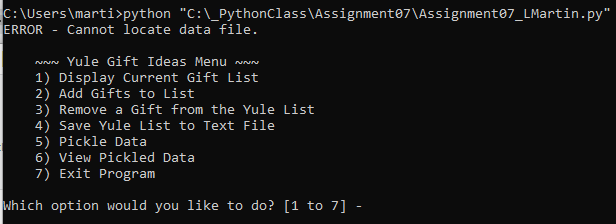 C:\Users\marti>python "C:\_PythonClass\Assignment07\Assignment07_LMartin.py"
ERROR - Cannot locate data file.
~~~ Yule Gift Ideas Menu ~~~
1) Display Current Gift List
2) Add Gifts to List
3) Remove a Gift from the Yule List
4) Save Yule List to Text File
5) Pickle Data
6) View Pickled Data
7) Exit Program
Which option would you like to do? [1 to 7] -